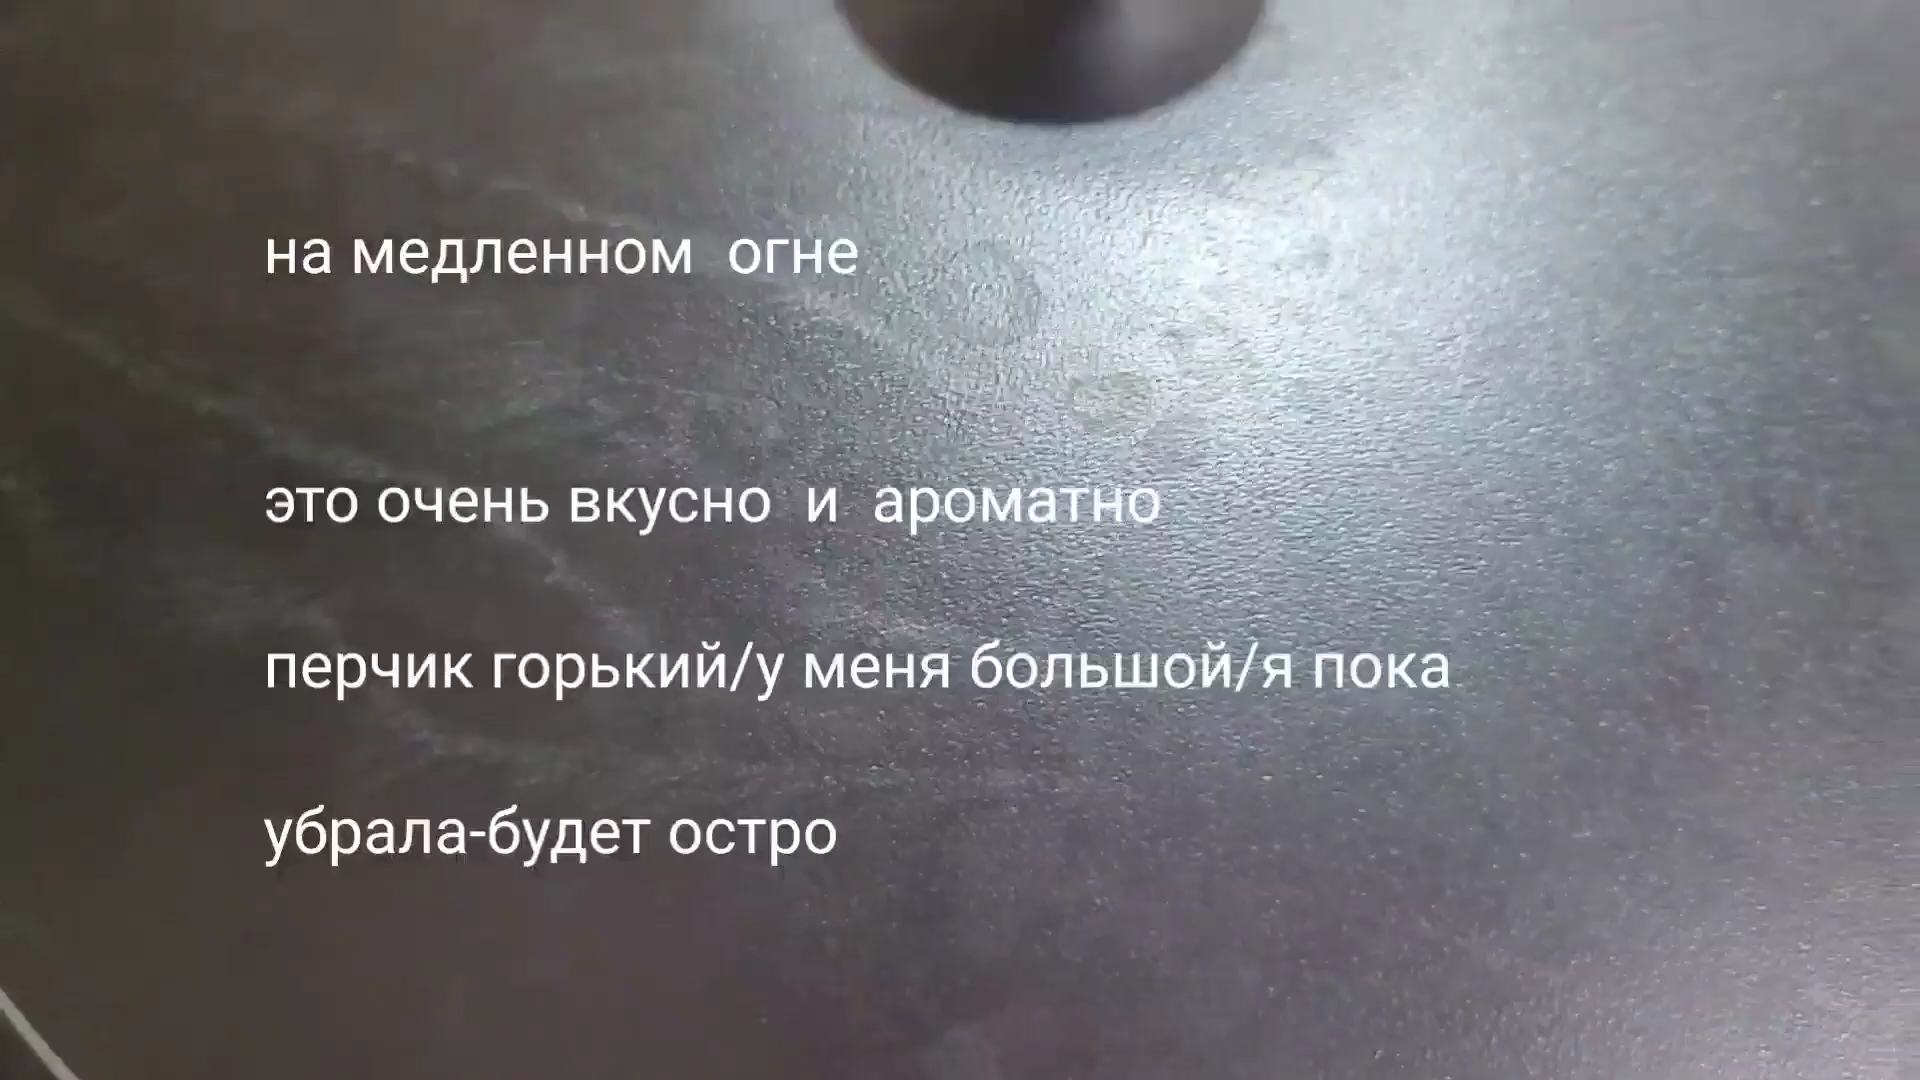 на медленном  огне
это очень вкусно  и  ароматно
перчик горький/у меня большой/я пока
убрала-будет остро